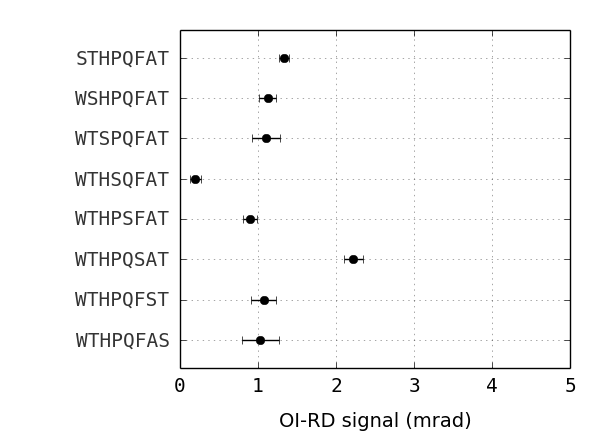 STHPQFAT
WSHPQFAT
WTSPQFAT
WTHSQFAT
WTHPSFAT
WTHPQSAT
WTHPQFST
WTHPQFAS
0 1 2 3 4 5
OI-RD signal (mrad)